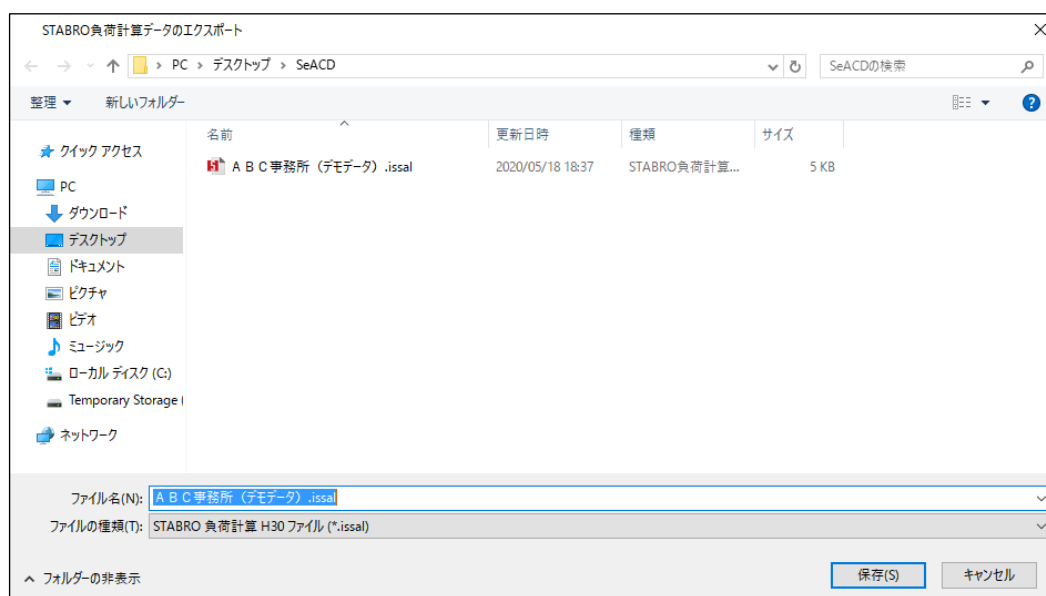 STABRO負荷計算データのエクスポート
PC › デスクトップ › SeACD
SeACDの検索
整理
新しいフォルダー
名前 更新日時 種類 サイズ
ＡＢＣ事務所（デモデータ）.issal 2020/05/18 18:37 STABRO負荷計算... 5 KB
クイック アクセス
PC
ダウンロード
デスクトップ
ドキュメント
ピクチャ
ビデオ
ミュージック
ローカル ディスク (C:)
Temporary Storage (
ネットワーク
ファイル名(N): ＡＢＣ事務所（デモデータ）.issal
ファイルの種類(T): STABRO 負荷計算 H30 ファイル (*.issal)
フォルダーの非表示
保存(S)
キャンセル